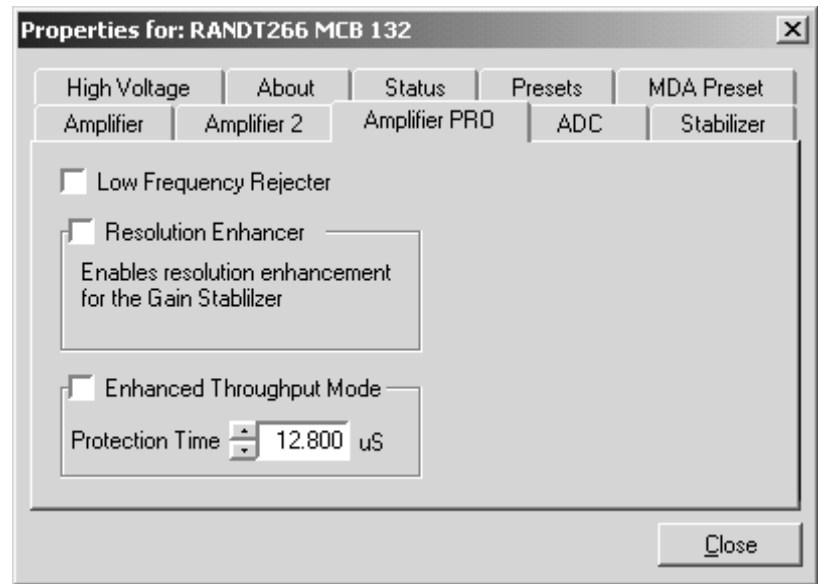 Properties for: RANDT266 MCB 132
High Voltage About Status Presets MDA Preset
Amplifier Amplifier 2 Amplifier PRO ADC Stabilizer
Low Frequency Rejecter
Resolution Enhancer
Enables resolution enhancement
for the Gain Stablilzer
Enhanced Throughput Mode
Protection Time 12.800 uS
Close